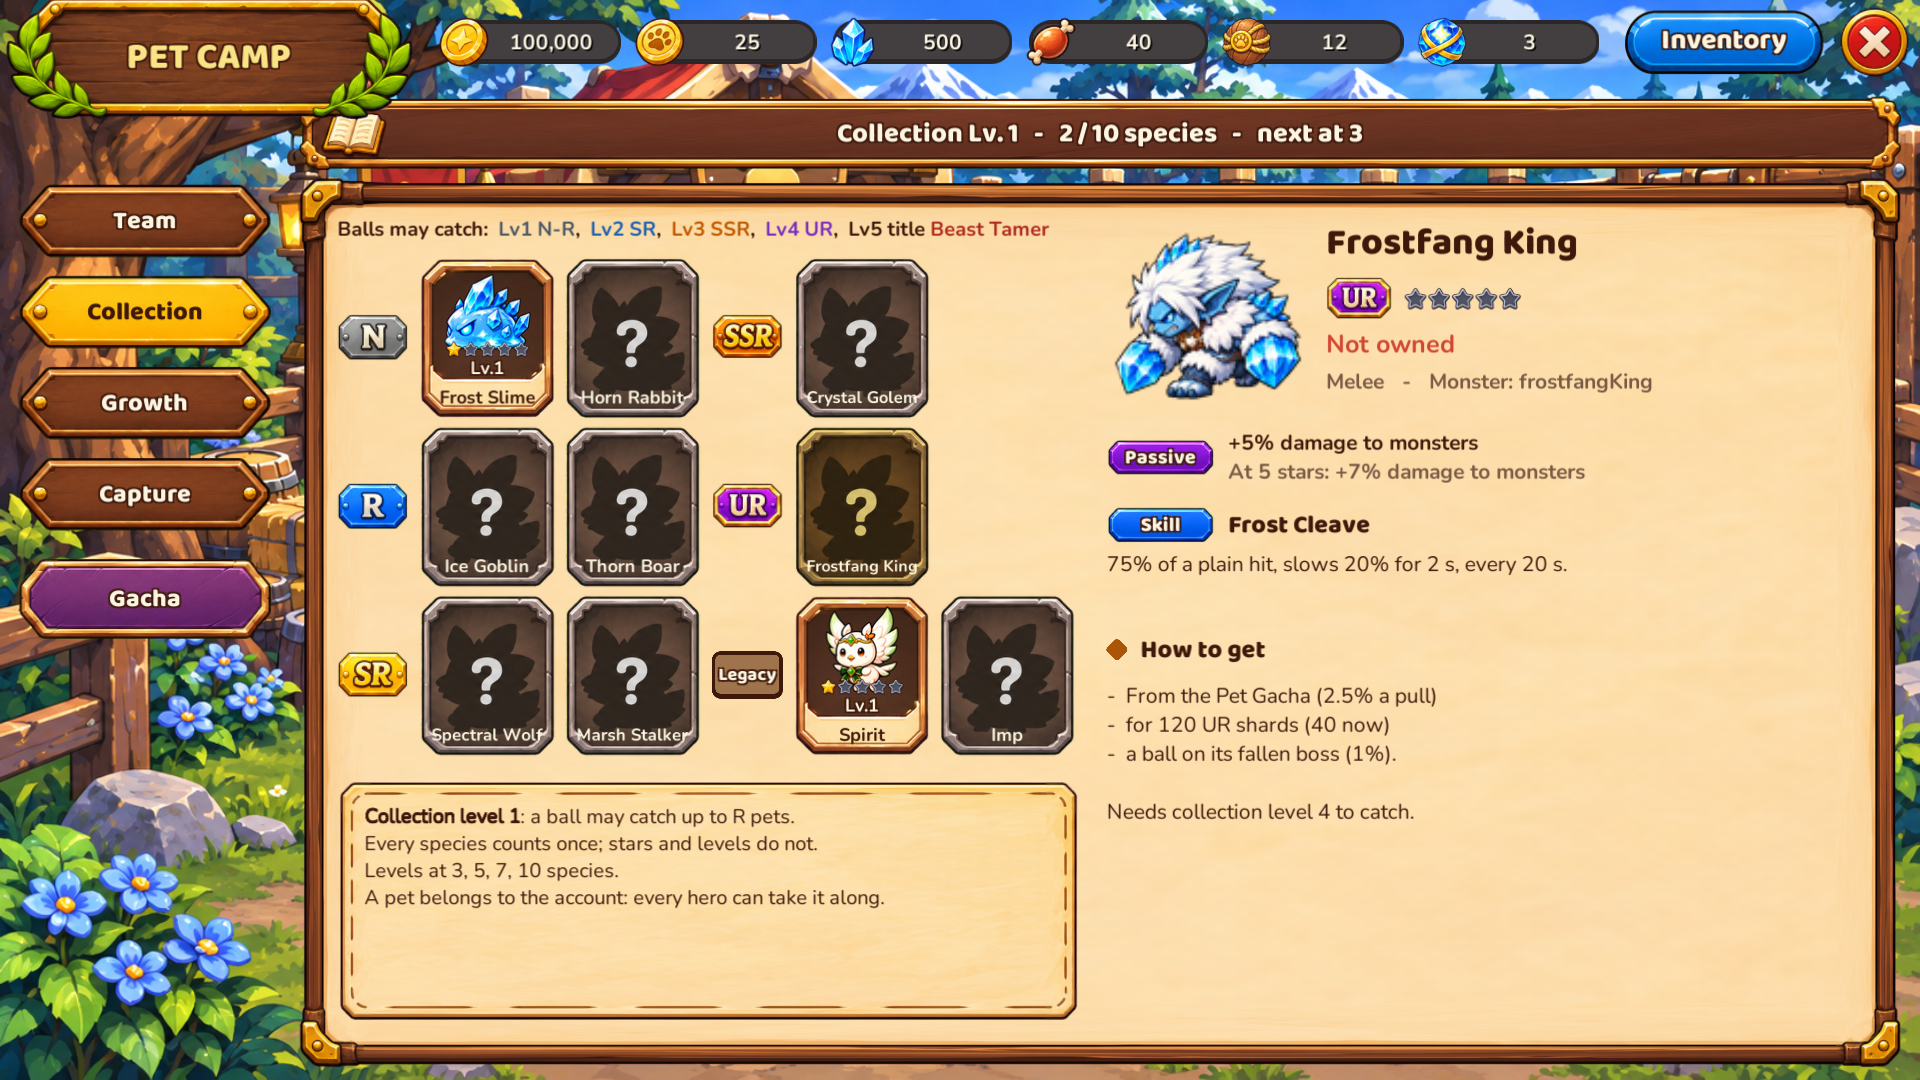 PET CAMP
100,000
25
500
40
12
3
Inventory
Collection Lv.1 - 2/10 species - next at 3
Team
Collection
Growth
Capture
Gacha
Balls may catch: Lv1 N-R, Lv2 SR, Lv3 SSR, Lv4 UR, Lv5 title Beast Tamer
N
Lv.1
Frost Slime
?
Horn Rabbit
SSR
?
Crystal Golem
R
?
Ice Goblin
?
Thorn Boar
UR
?
Frostfang King
SR
?
Spectral Wolf
?
Marsh Stalker
Legacy
Lv.1
Spirit
?
Imp
Collection level 1: a ball may catch up to R pets.
Every species counts once; stars and levels do not.
Levels at 3, 5, 7, 10 species.
A pet belongs to the account: every hero can take it along.
Frostfang King
UR
Not owned
Melee - Monster: frostfangKing
Passive
+5% damage to monsters
At 5 stars: +7% damage to monsters
Skill
Frost Cleave
75% of a plain hit, slows 20% for 2 s, every 20 s.
How to get
- From the Pet Gacha (2.5% a pull)
- for 120 UR shards (40 now)
- a ball on its fallen boss (1%).
Needs collection level 4 to catch.